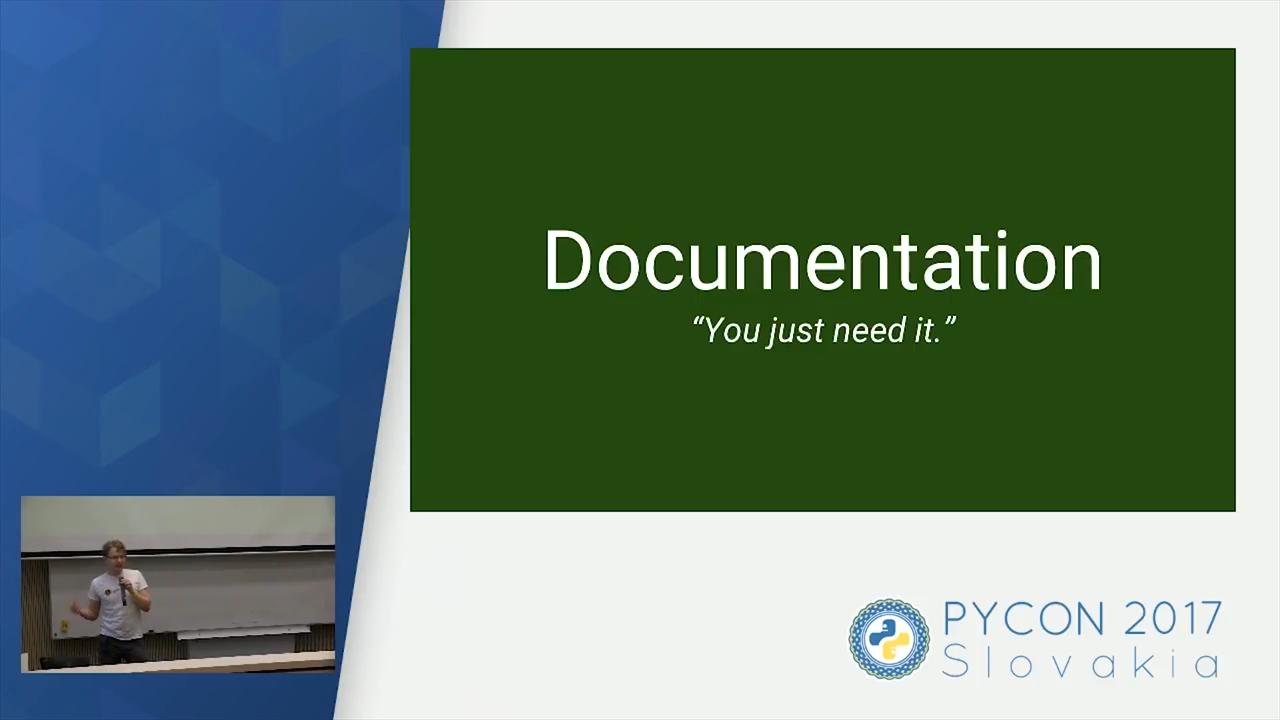 Documentation
“You just need it.”
PYCON 2017
Slovakia